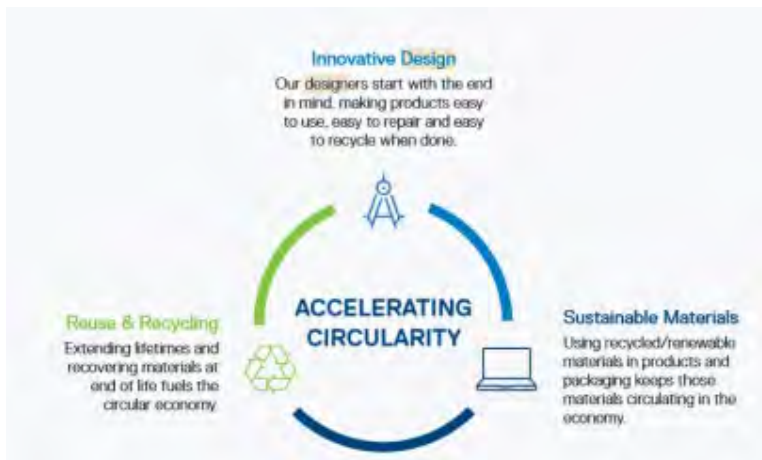 Innovative Design
Our designers start with the end
in mind, making products easy
to use, easy to repair and easy
to recycle when done.
ACCELERATING
CIRCULARITY
Reuse & Recycling
Extending lifetimes and
recovering materials at
end of life fuels the
circular economy.
Sustainable Materials
Using recycled/renewable
materials in products and
packaging keeps those
materials circulating in the
economy.